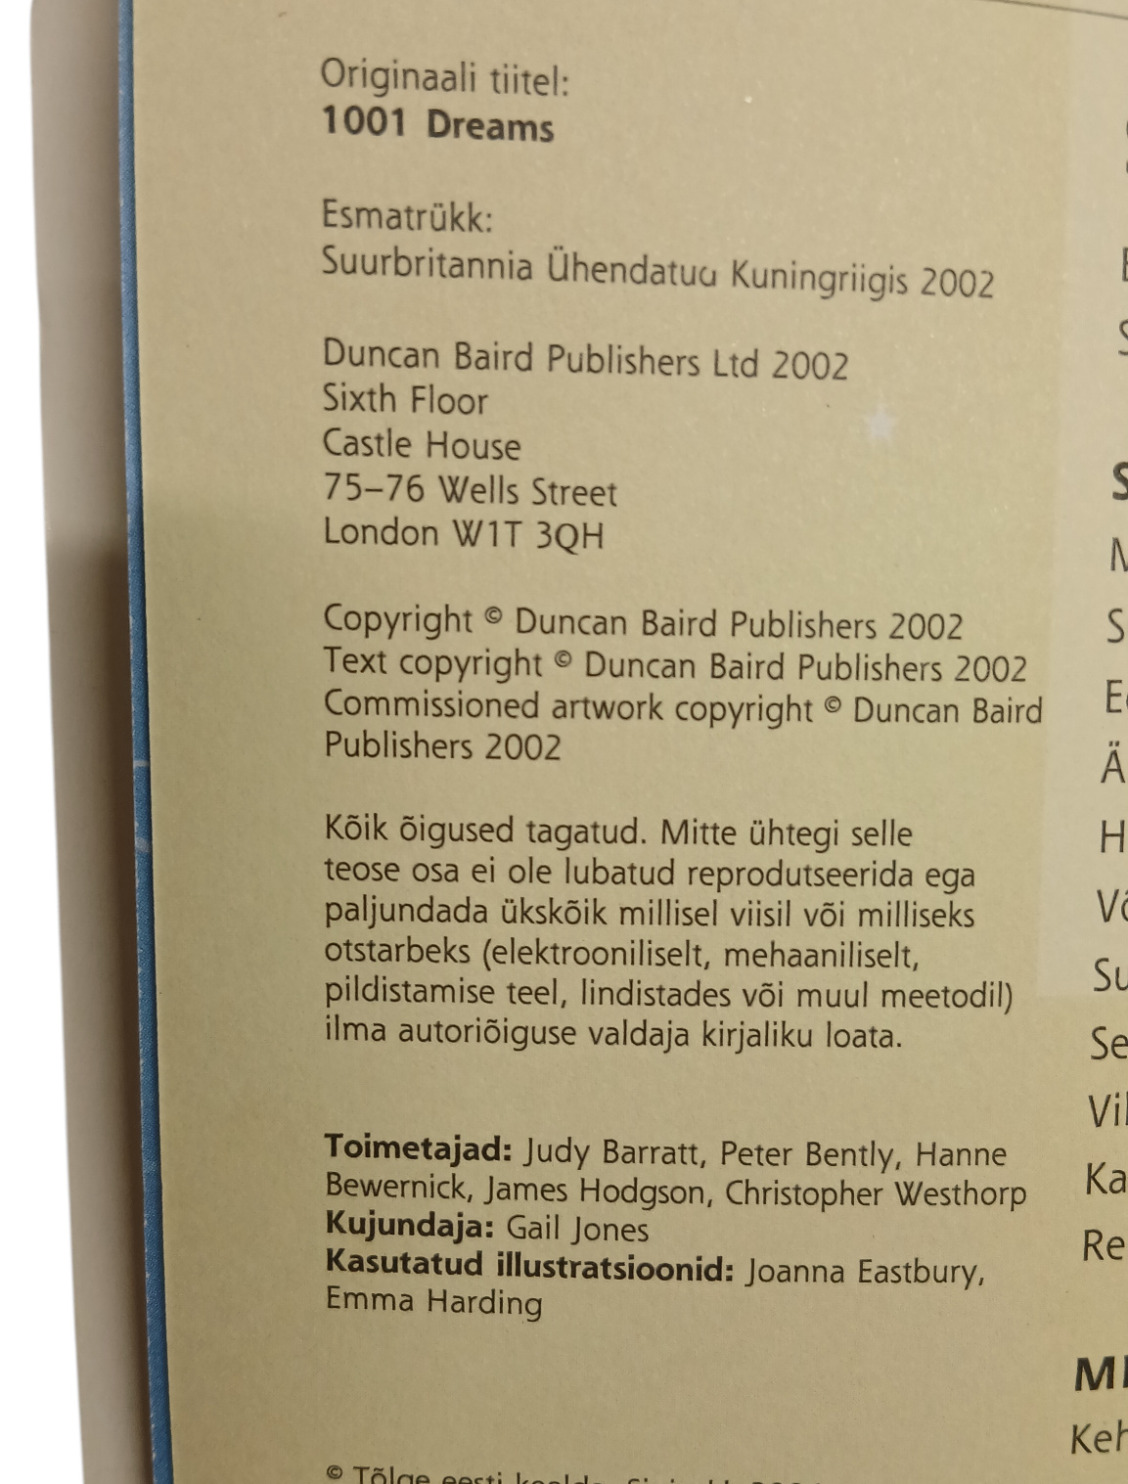 Originaali tiitel:
1001 Dreams
Esmatrükk:
Suurbritannia Ühendatud Kuningriigis 2002
Duncan Baird Publishers Ltd 2002
Sixth Floor
Castle House
75–76 Wells Street
London W1T 3QH
Copyright © Duncan Baird Publishers 2002
Text copyright © Duncan Baird Publishers 2002
Commissioned artwork copyright © Duncan Baird
Publishers 2002
Kõik õigused tagatud. Mitte ühtegi selle
teose osa ei ole lubatud reprodutseerida ega
paljundada ükskõik millisel viisil või milliseks
otstarbeks (elektrooniliselt, mehaaniliselt,
pildistamise teel, lindistades või muul meetodil)
ilma autoriõiguse valdaja kirjaliku loata.
Toimetajad: Judy Barratt, Peter Bently, Hanne
Bewernick, James Hodgson, Christopher Westhorp
Kujundaja: Gail Jones
Kasutatud illustratsioonid: Joanna Eastbury,
Emma Harding
© Tõlge eesti keelde.